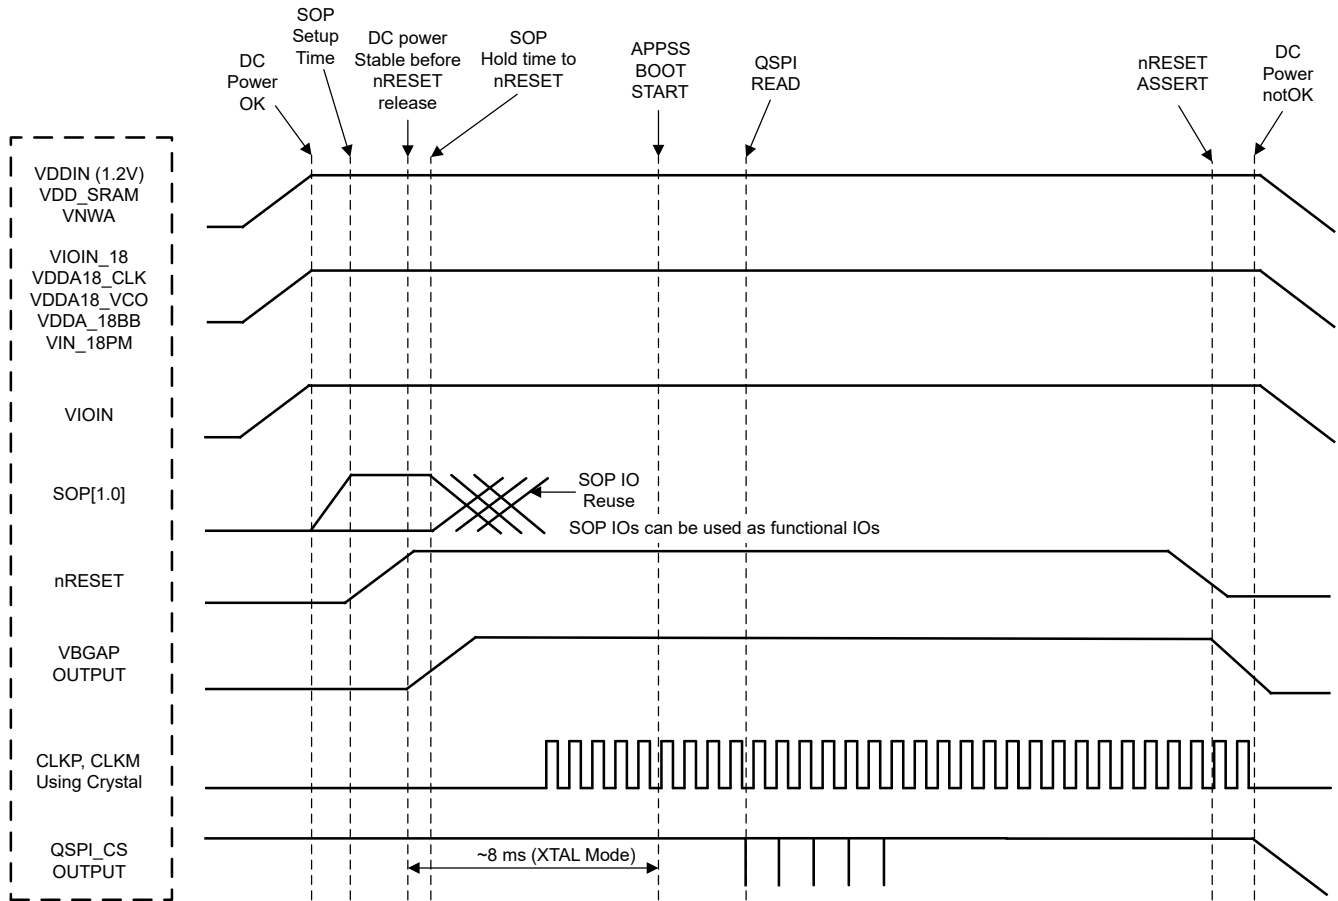 SOP
Setup
Time
DC
Power
OK
DC power
Stable before
nRESET
release
SOP
Hold time to
nRESET
APPSS
BOOT
START
QSPI
READ
nRESET
ASSERT
DC
Power
notOK
VDDIN (1.2V)
VDD_SRAM
VNWA
VIOIN_18
VDDA18_CLK
VDDA18_VCO
VDDA_18BB
VIN_18PM
VIOIN
SOP[1.0]
SOP IO
Reuse
SOP IOs can be used as functional IOs
nRESET
VBGAP
OUTPUT
CLKP, CLKM
Using Crystal
QSPI_CS
OUTPUT
~8 ms (XTAL Mode)